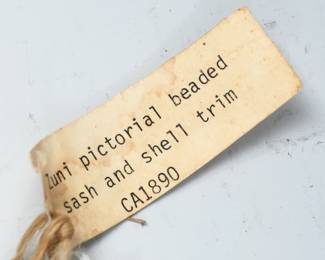 Zuni pictorial beaded
sash and shell trim
CA1890